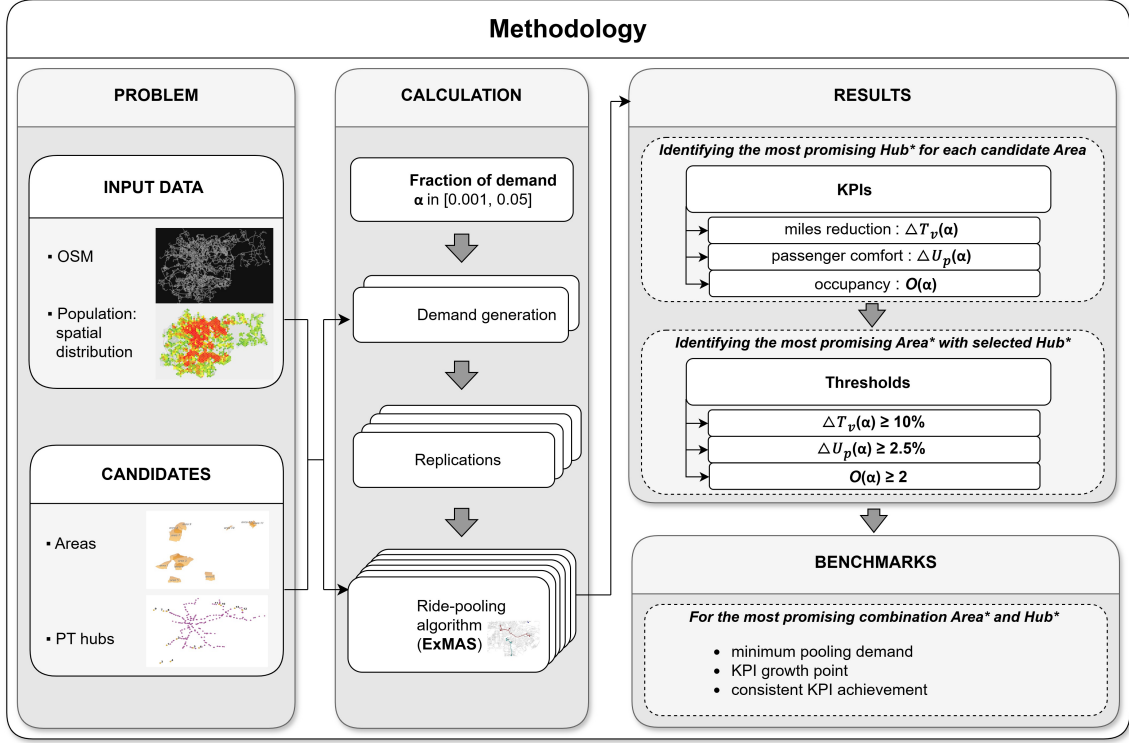 Methodology
PROBLEM
INPUT DATA
▪ OSM
▪ Population:
spatial
distribution
CANDIDATES
▪ Areas
▪ PT hubs
CALCULATION
Fraction of demand
α in [0.001, 0.05]
Demand generation
Replications
Ride-pooling
algorithm
(ExMAS)
RESULTS
Identifying the most promising Hub* for each candidate Area
KPIs
miles reduction : △T_v(α)
passenger comfort : △U_p(α)
occupancy : O(α)
Identifying the most promising Area* with selected Hub*
Thresholds
△T_v(α) ≥ 10%
△U_p(α) ≥ 2.5%
O(α) ≥ 2
BENCHMARKS
For the most promising combination Area* and Hub*
• minimum pooling demand
• KPI growth point
• consistent KPI achievement